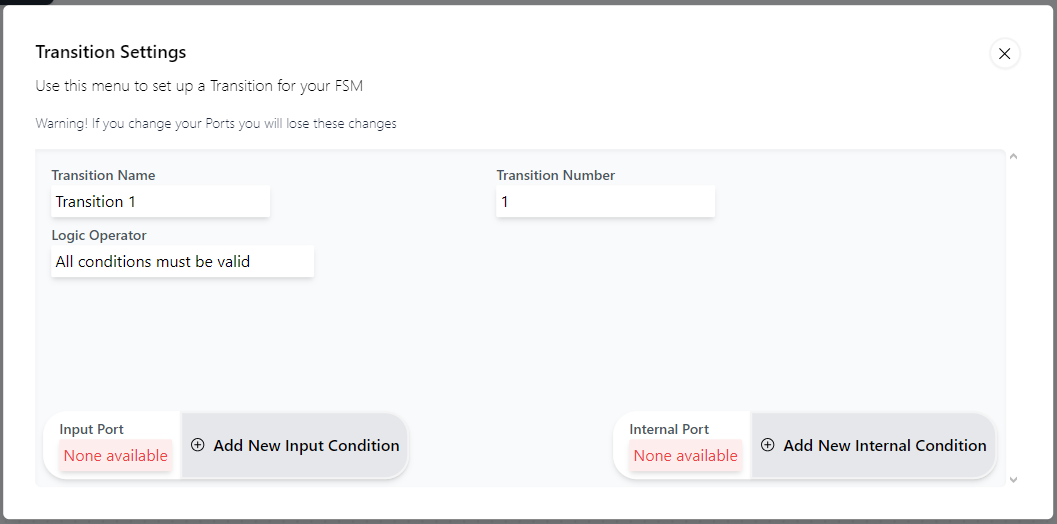 Transition Settings
Use this menu to set up a Transition for your FSM
Warning! If you change your Ports you will lose these changes
Transition Name
Transition 1
Transition Number
1
Logic Operator
All conditions must be valid
Input Port
None available
Add New Input Condition
Internal Port
None available
Add New Internal Condition